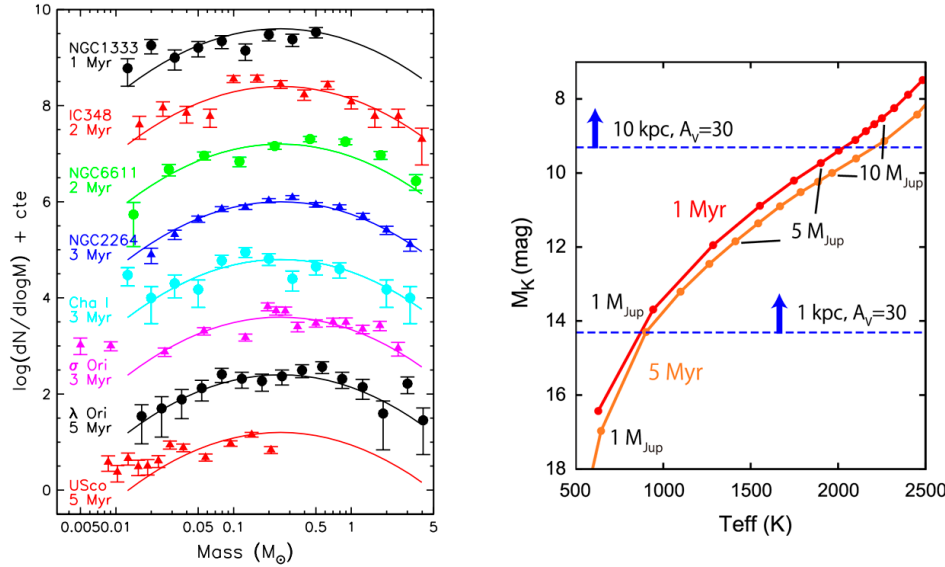 NGC1333
1 Myr
IC348
2 Myr
NGC6611
2 Myr
NGC2264
3 Myr
Cha I
3 Myr
σ Ori
3 Myr
λ Ori
5 Myr
USco
5 Myr
10
8
6
4
2
0
log(dN/dlogM) + cte
0.005 0.01 0.05 0.1 0.5 1 5
Mass (M⊙)
10 kpc, Aᵥ=30
10 M_Jup
1 Myr
5 M_Jup
1 M_Jup
1 kpc, Aᵥ=30
5 Myr
1 M_Jup
8
10
12
14
16
18
M_K (mag)
500 1000 1500 2000 2500
Teff (K)